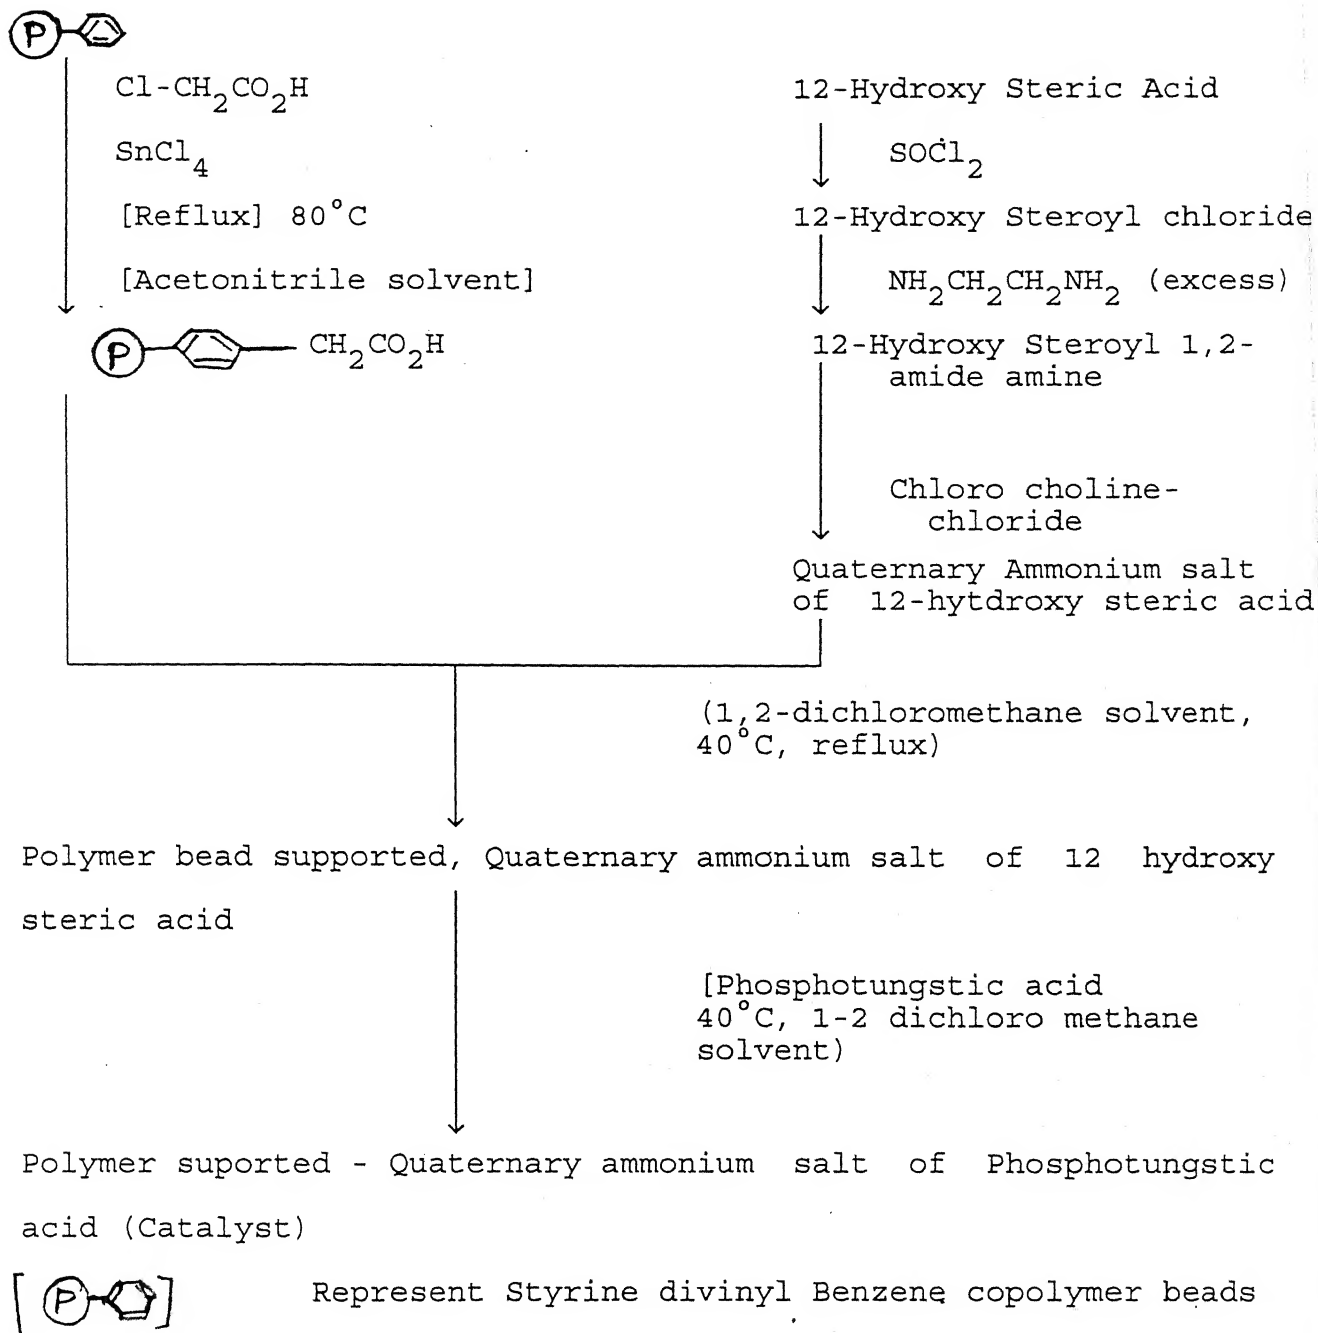 P
Cl-CH₂CO₂H
SnCl₄
[Reflux] 80°C
[Acetonitrile solvent]
P CH₂CO₂H
12-Hydroxy Steric Acid
SOCl₂
12-Hydroxy Steroyl chloride
NH₂CH₂CH₂NH₂ (excess)
12-Hydroxy Steroyl 1,2-
amide amine
Chloro choline-
chloride
Quaternary Ammonium salt
of 12-hytdroxy steric acid
(1,2-dichloromethane solvent,
40°C, reflux)
Polymer bead supported, Quaternary ammonium salt of 12 hydroxy
steric acid
[Phosphotungstic acid
40°C, 1-2 dichloro methane
solvent)
Polymer suported - Quaternary ammonium salt of Phosphotungstic
acid (Catalyst)
[ P ] Represent Styrine divinyl Benzene copolymer beads